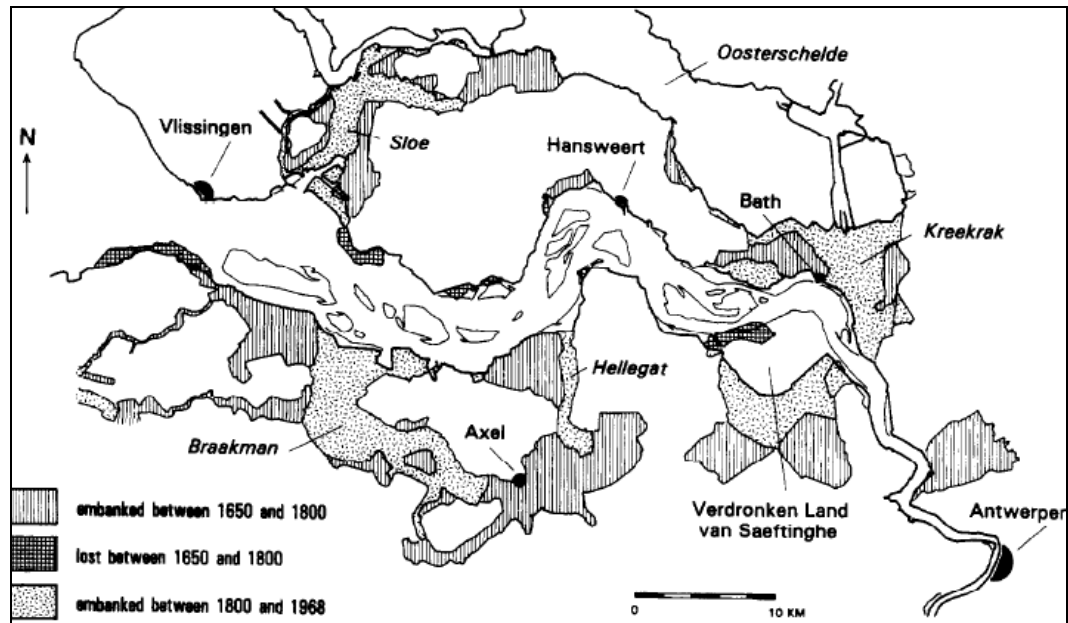 Oosterschelde
N
Vlissingen
Sloe
Hansweert
Bath
Kreekrak
Hellegat
Axel
Braakman
Verdronken Land
van Saeftinghe
Antwerpen
embanked between 1650 and 1800
lost between 1650 and 1800
embanked between 1800 and 1968
0
10 KM